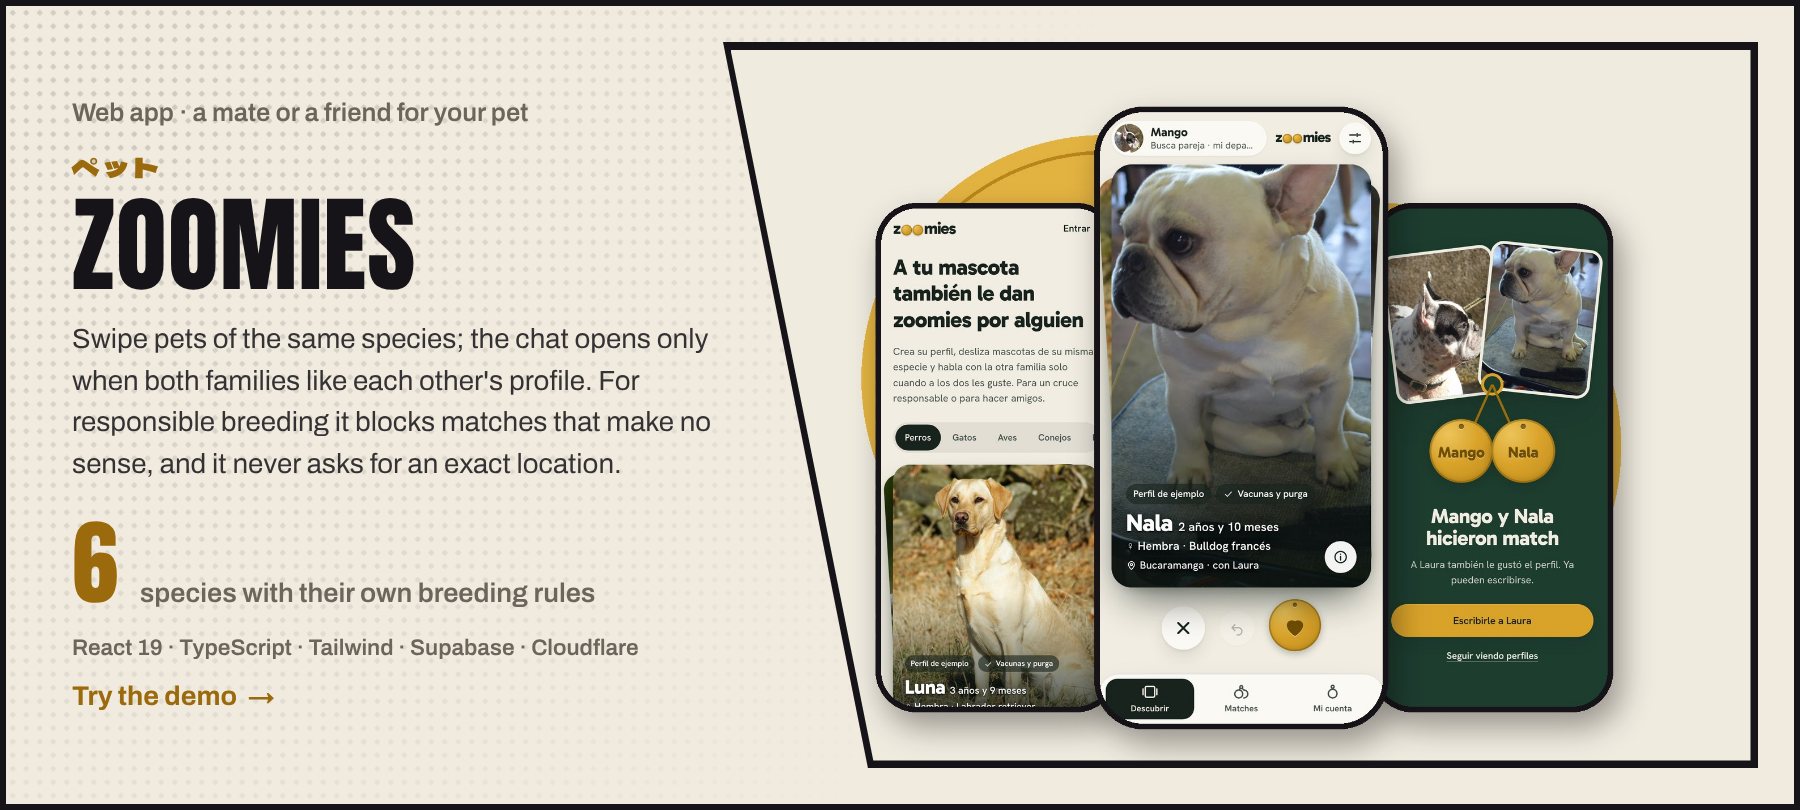 Web app · a mate or a friend for your pet
ペット
ZOOMIES
Swipe pets of the same species; the chat opens only
when both families like each other's profile. For
responsible breeding it blocks matches that make no
sense, and it never asks for an exact location.
6 species with their own breeding rules
React 19 · TypeScript · Tailwind · Supabase · Cloudflare
Try the demo →
zoomies
Entrar
A tu mascota
también le dan
zoomies por alguien
Crea su perfil, desliza mascotas de su misma
especie y habla con la otra familia solo
cuando a los dos les guste. Para un cruce
responsable o para hacer amigos.
Perros Gatos Aves Conejos
Perfil de ejemplo ✓ Vacunas y purga
Luna 3 años y 9 meses
Hembra · Labrador retriever
Mango
Busca pareja · mi depa...
zoomies
Perfil de ejemplo ✓ Vacunas y purga
Nala 2 años y 10 meses
♀ Hembra · Bulldog francés
Bucaramanga · con Laura
Descubrir Matches Mi cuenta
Mango Nala
Mango y Nala
hicieron match
A Laura también le gustó el perfil. Ya
pueden escribirse.
Escribirle a Laura
Seguir viendo perfiles